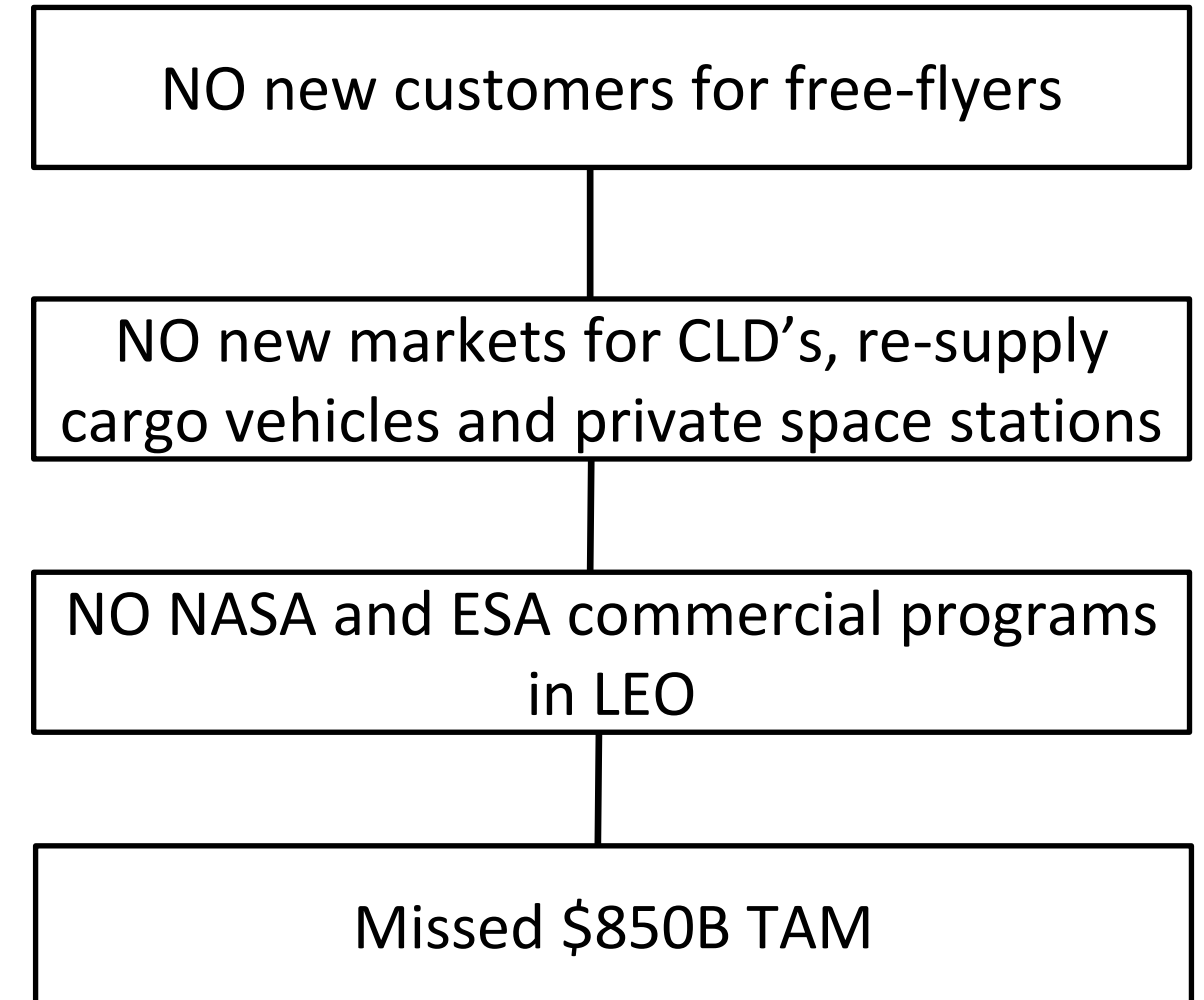 NO new customers for free-flyers
NO new markets for CLD’s, re-supply
cargo vehicles and private space stations
NO NASA and ESA commercial programs
in LEO
Missed $850B TAM